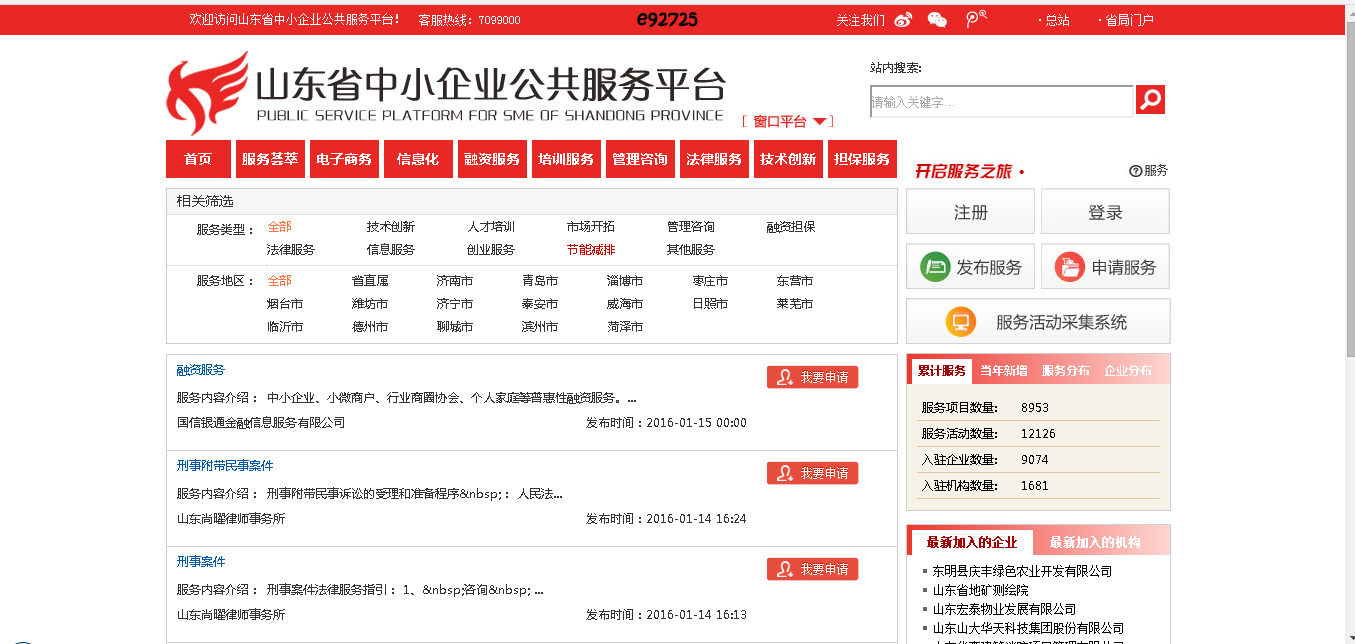 欢迎访问山东省中小企业公共服务平台! 客服热线：7099000 e92725 关注我们 ·总站 ·省局门户
山东省中小企业公共服务平台
PUBLIC SERVICE PLATFORM FOR SME OF SHANDONG PROVINCE
[ 窗口平台 ]
站内搜索:
请输入关键字...
首页 服务荟萃 电子商务 信息化 融资服务 培训服务 管理咨询 法律服务 技术创新 担保服务
相关筛选
服务类型： 全部 技术创新 人才培训 市场开拓 管理咨询 融资担保
法律服务 信息服务 创业服务 节能减排 其他服务
服务地区： 全部 省直属 济南市 青岛市 淄博市 枣庄市 东营市
烟台市 潍坊市 济宁市 泰安市 威海市 日照市 莱芜市
临沂市 德州市 聊城市 滨州市 菏泽市
融资服务
我要申请
服务内容介绍： 中小企业、小微商户、行业商圈协会、个人家庭等普惠性融资服务。...
国信银通金融信息服务有限公司 发布时间：2016-01-15 00:00
刑事附带民事案件
我要申请
服务内容介绍： 刑事附带民事诉讼的受理和准备程序&nbsp;： 人民法...
山东尚曜律师事务所 发布时间：2016-01-14 16:24
刑事案件
我要申请
服务内容介绍： 刑事案件法律服务指引： 1、&nbsp;咨询&nbsp; ...
山东尚曜律师事务所 发布时间：2016-01-14 16:13
开启服务之旅 ·
?服务
注册 登录
发布服务 申请服务
服务活动采集系统
累计服务 当年新增 服务分布 企业分布
服务项目数量: 8953
服务活动数量: 12126
入驻企业数量: 9074
入驻机构数量: 1681
最新加入的企业 最新加入的机构
东明县庆丰绿色农业开发有限公司
山东省地矿测绘院
山东宏泰物业发展有限公司
山东山大华天科技集团股份有限公司